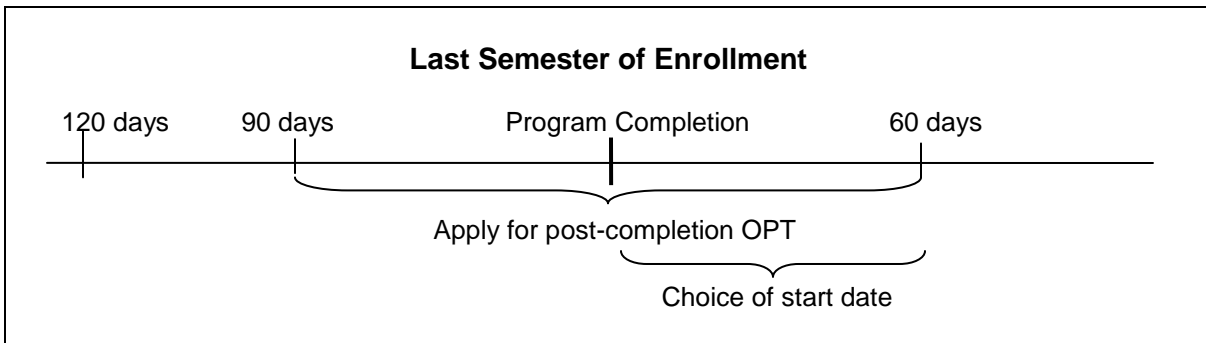 Last Semester of Enrollment
120 days 90 days Program Completion 60 days
Apply for post-completion OPT
Choice of start date